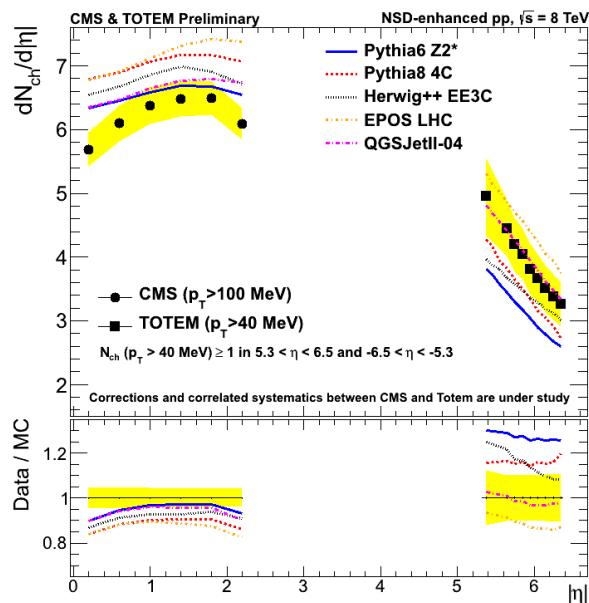 CMS & TOTEM Preliminary
NSD-enhanced pp, √s = 8 TeV
dN_ch/d|η|
7
6
5
4
3
2
Pythia6 Z2*
Pythia8 4C
Herwig++ EE3C
EPOS LHC
QGSJetII-04
CMS (p_T>100 MeV)
TOTEM (p_T>40 MeV)
N_ch (p_T > 40 MeV) ≥ 1 in 5.3 < η < 6.5 and -6.5 < η < -5.3
Corrections and correlated systematics between CMS and Totem are under study
Data / MC
1.2
1
0.8
0 1 2 3 4 5 6 |η|